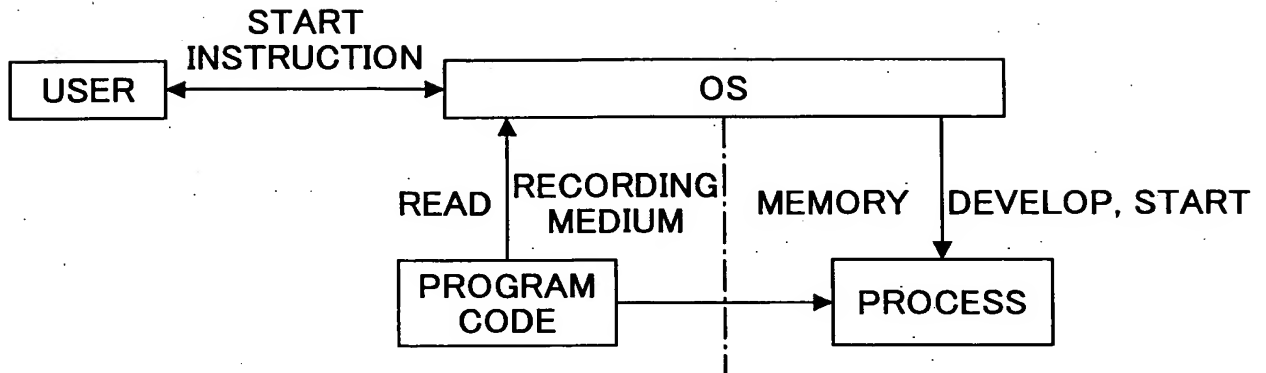 START
INSTRUCTION
USER
OS
READ
RECORDING
MEDIUM
MEMORY
DEVELOP, START
PROGRAM
CODE
PROCESS